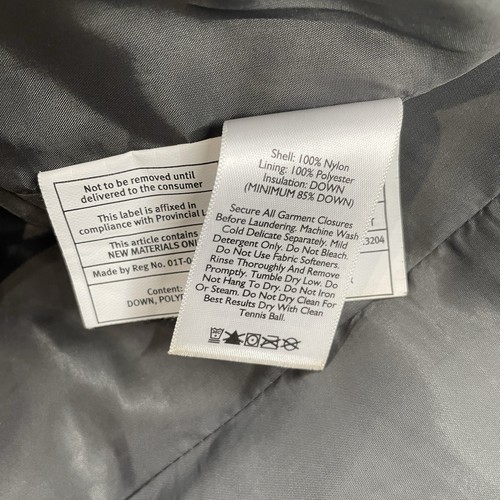 Not to be removed until
delivered to the consumer
This label is affixed in
compliance with Provincial L
This article contains
NEW MATERIALS ONL
Made by Reg No. 01T-0
Content:
DOWN, POLYE
3204
Shell: 100% Nylon
Lining: 100% Polyester
Insulation: DOWN
(MINIMUM 85% DOWN)
Secure All Garment Closures
Before Laundering. Machine Wash
Cold Delicate Separately. Mild
Detergent Only. Do Not Bleach.
Do Not Use Fabric Softeners.
Rinse Thoroughly And Remove
Promptly. Tumble Dry Low. Do
Not Hang To Dry. Do Not Iron
Or Steam. Do Not Dry Clean For
Best Results Dry With Clean
Tennis Ball.